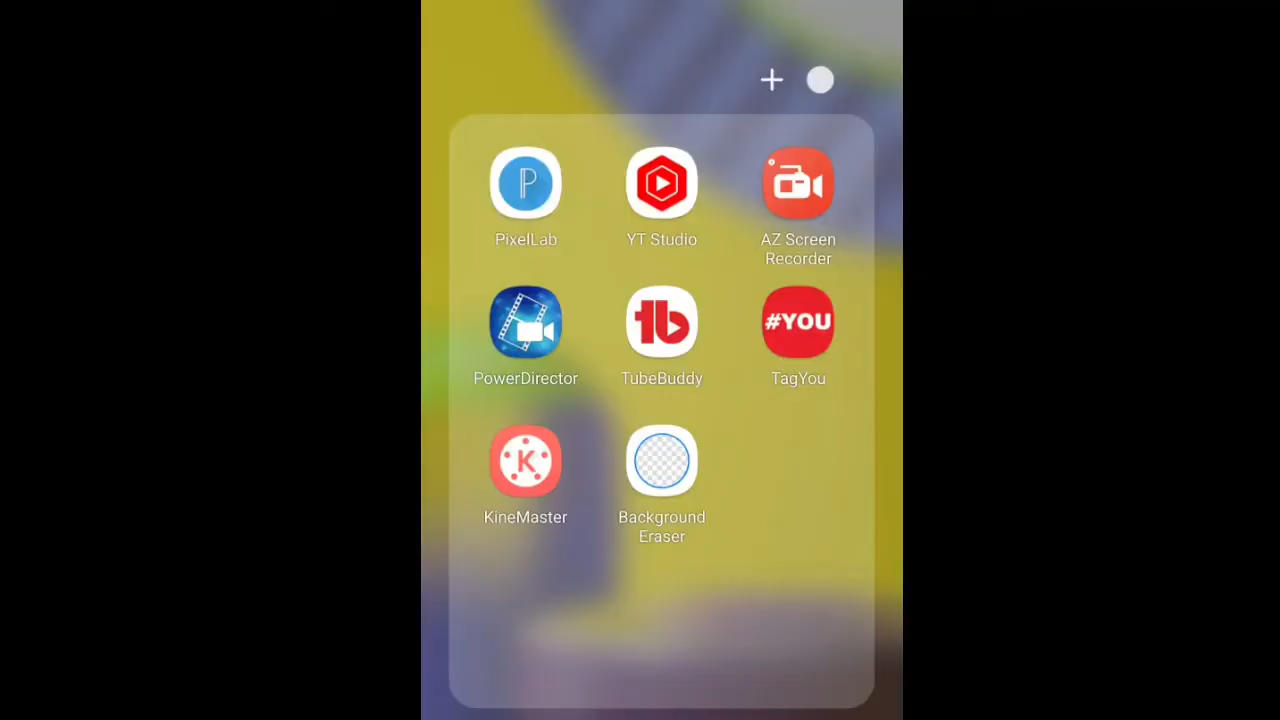 PixelLab
YT Studio
AZ Screen
Recorder
PowerDirector
TubeBuddy
#YOU
TagYou
KineMaster
Background
Eraser